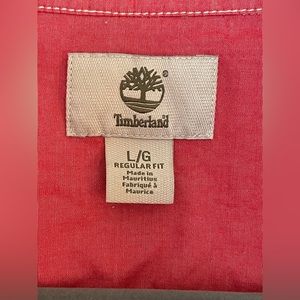 ®
Timberland
L/G
REGULAR FIT
Made in
Mauritius
Fabriqué à
Maurice